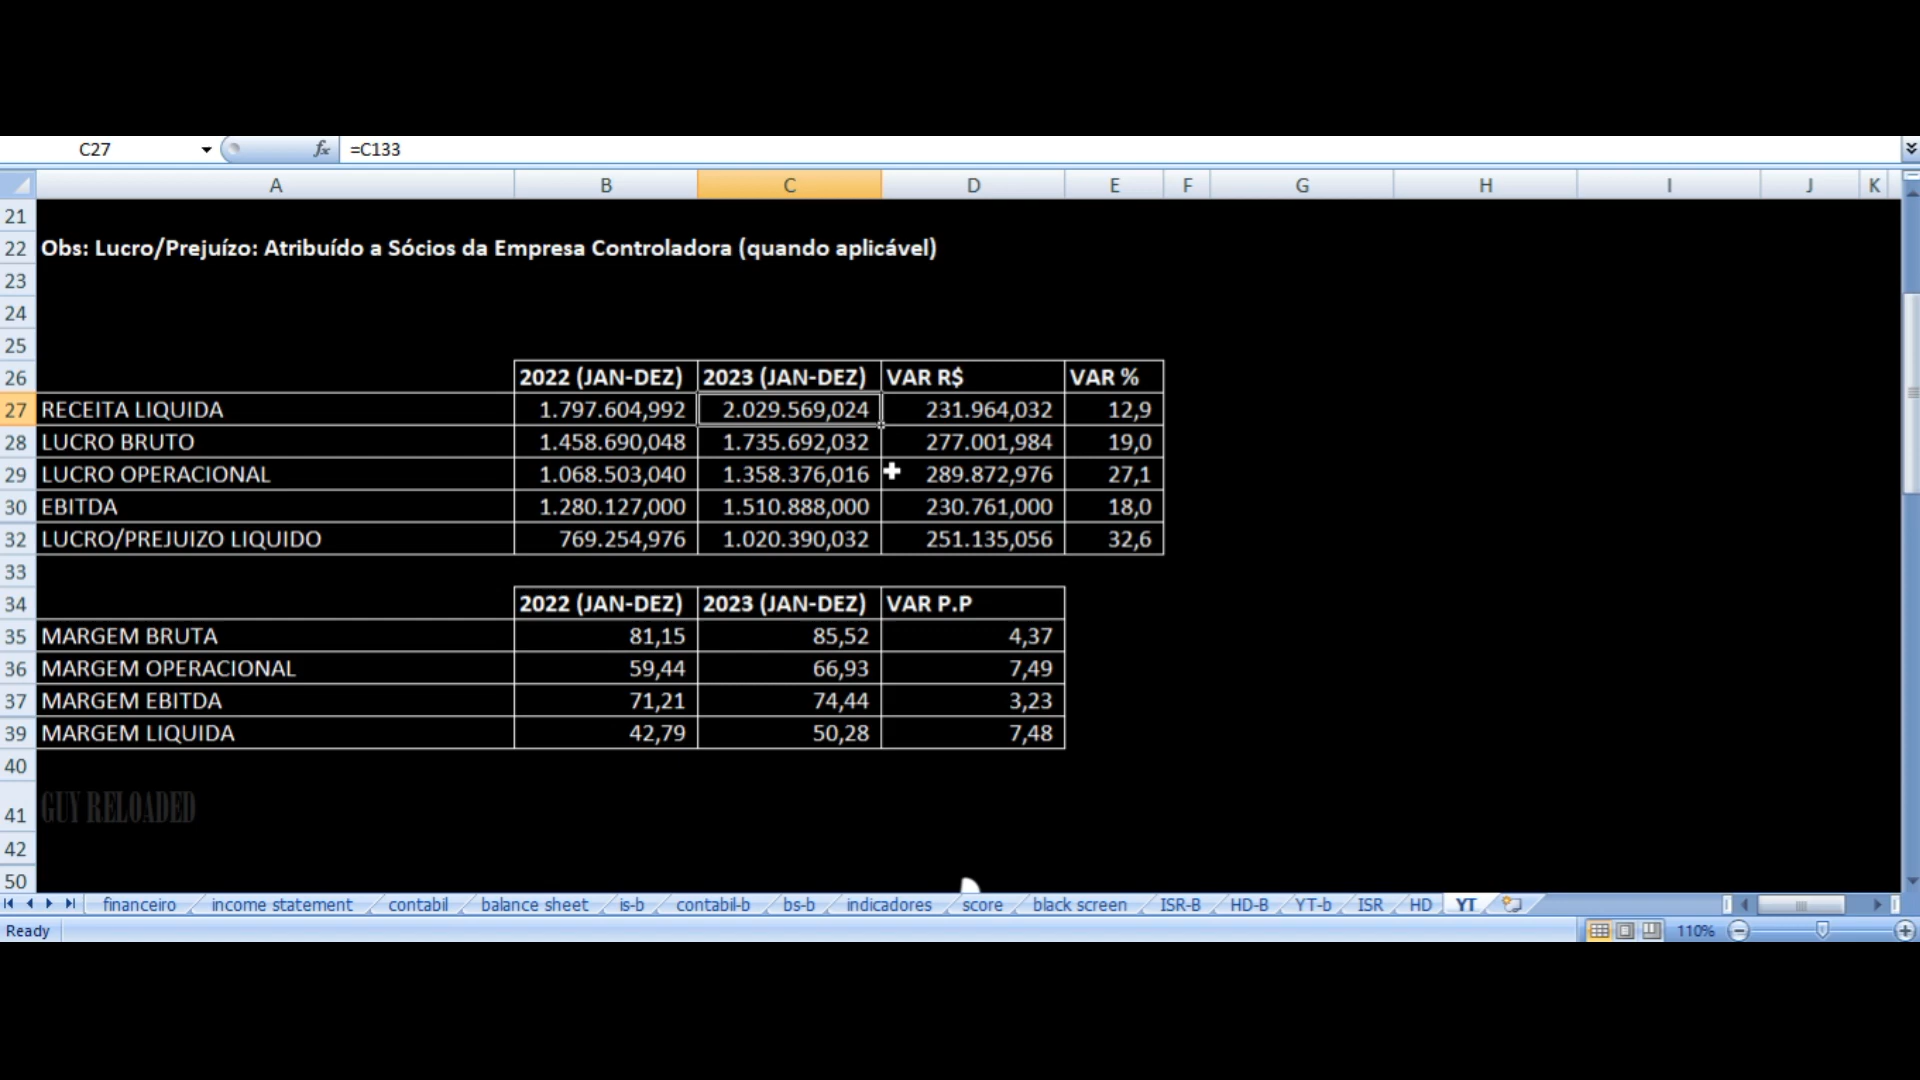 C27 fx =C133
A B C D E F G H I J K
21
22 Obs: Lucro/Prejuízo: Atribuído a Sócios da Empresa Controladora (quando aplicável)
23
24
25
26 2022 (JAN-DEZ) 2023 (JAN-DEZ) VAR R$ VAR %
27 RECEITA LIQUIDA 1.797.604,992 2.029.569,024 231.964,032 12,9
28 LUCRO BRUTO 1.458.690,048 1.735.692,032 277.001,984 19,0
29 LUCRO OPERACIONAL 1.068.503,040 1.358.376,016 289.872,976 27,1
30 EBITDA 1.280.127,000 1.510.888,000 230.761,000 18,0
32 LUCRO/PREJUIZO LIQUIDO 769.254,976 1.020.390,032 251.135,056 32,6
33
34 2022 (JAN-DEZ) 2023 (JAN-DEZ) VAR P.P
35 MARGEM BRUTA 81,15 85,52 4,37
36 MARGEM OPERACIONAL 59,44 66,93 7,49
37 MARGEM EBITDA 71,21 74,44 3,23
39 MARGEM LIQUIDA 42,79 50,28 7,48
40
41 GUY RELOADED
42
50
financeiro income statement contabil balance sheet is-b contabil-b bs-b indicadores score black screen ISR-B HD-B YT-b ISR HD YT
Ready 110%